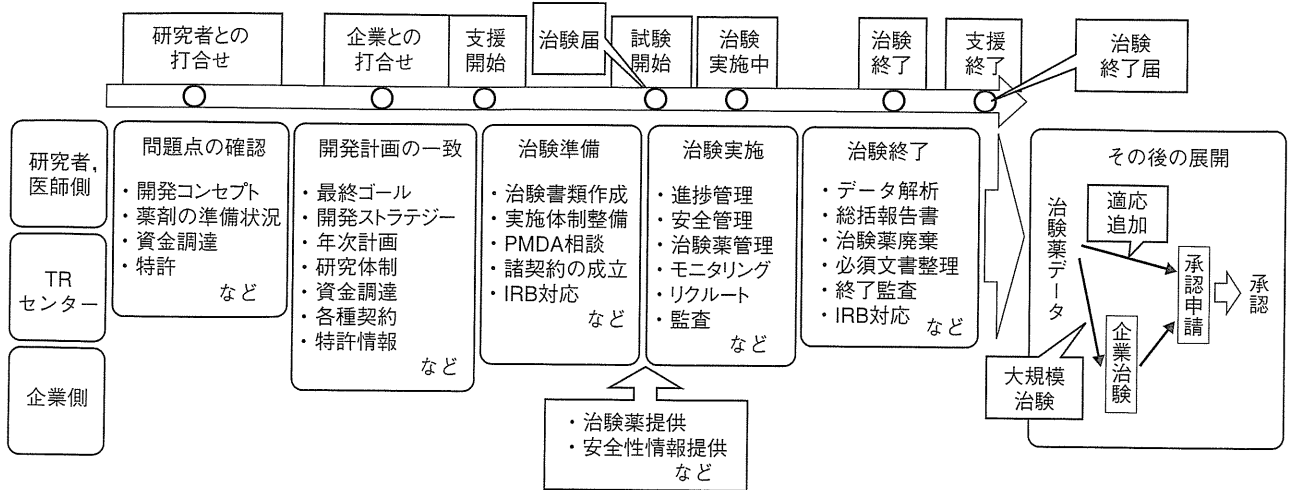 研究者との
打合せ
企業との
打合せ
支援
開始
治験届
試験
開始
治験
実施中
治験
終了
支援
終了
治験
終了届
研究者,
医師側
TR
センター
企業側
問題点の確認
・開発コンセプト
・薬剤の準備状況
・資金調達
・特許
など
開発計画の一致
・最終ゴール
・開発ストラテジー
・年次計画
・研究体制
・資金調達
・各種契約
・特許情報
など
治験準備
・治験書類作成
・実施体制整備
・PMDA相談
・諸契約の成立
・IRB対応
など
治験実施
・進捗管理
・安全管理
・治験薬管理
・モニタリング
・リクルート
・監査
など
治験終了
・データ解析
・総括報告書
・治験薬廃棄
・必須文書整理
・終了監査
・IRB対応
など
・治験薬提供
・安全性情報提供
など
その後の展開
治験薬データ
適応
追加
大規模
治験
企業治験
承認申請
承認